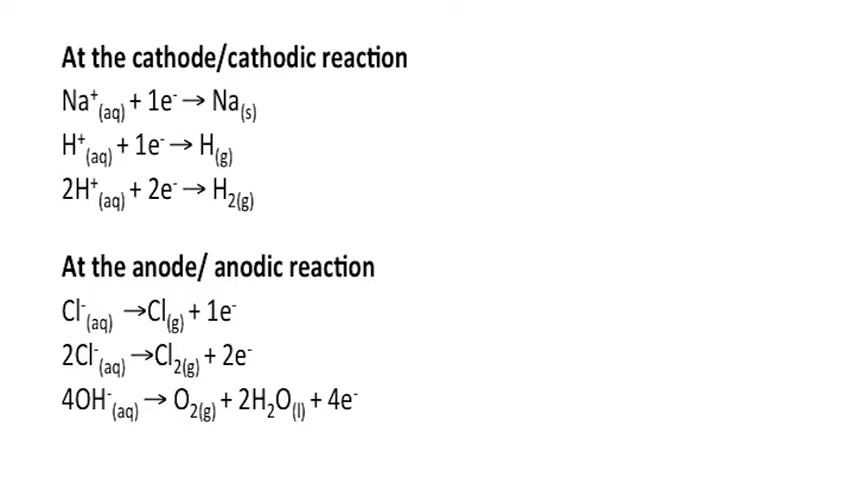 At the cathode/cathodic reaction
Na⁺(aq) + 1e⁻ → Na(s)
H⁺(aq) + 1e⁻ → H(g)
2H⁺(aq) + 2e⁻ → H₂(g)
At the anode/ anodic reaction
Cl⁻(aq) →Cl(g) + 1e⁻
2Cl⁻(aq) →Cl₂(g) + 2e⁻
4OH⁻(aq) → O₂(g) + 2H₂O(l) + 4e⁻